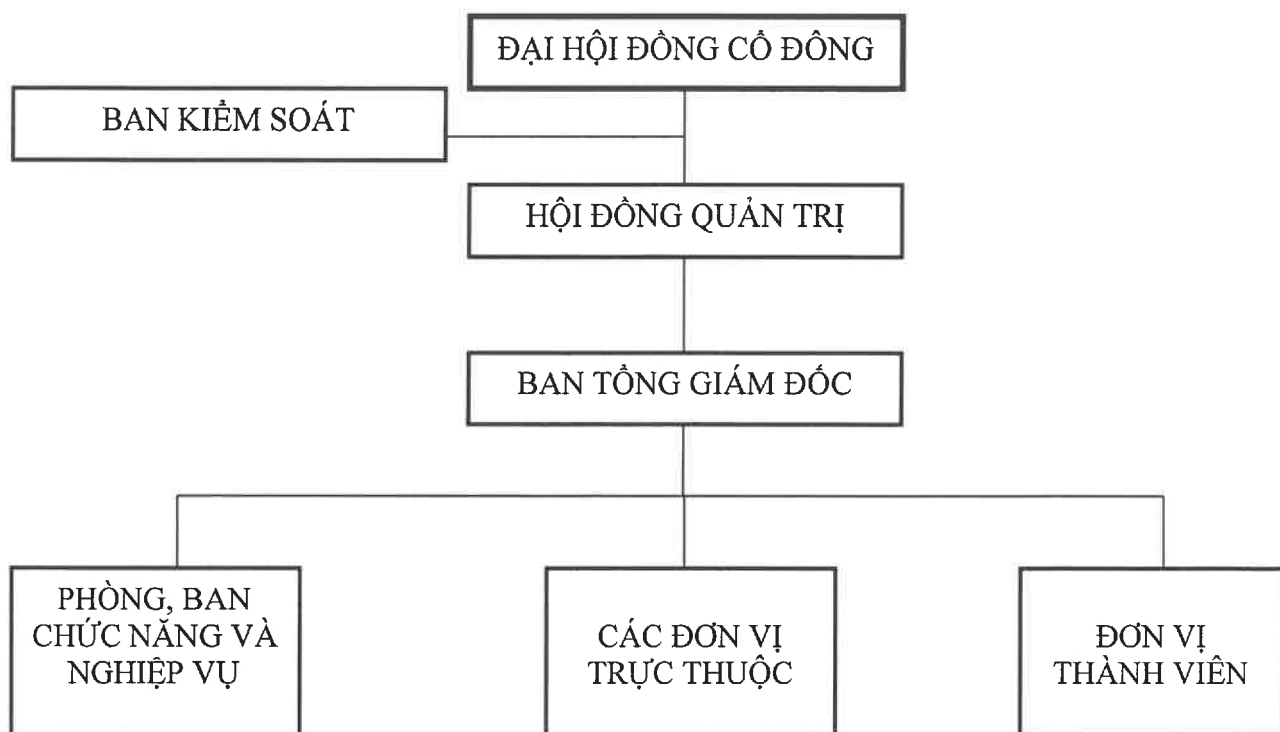 ĐẠI HỘI ĐỒNG CỔ ĐÔNG
BAN KIỂM SOÁT
HỘI ĐỒNG QUẢN TRỊ
BAN TỔNG GIÁM ĐỐC
PHÒNG, BAN
CHỨC NĂNG VÀ
NGHIỆP VỤ
CÁC ĐƠN VỊ
TRỰC THUỘC
ĐƠN VỊ
THÀNH VIÊN